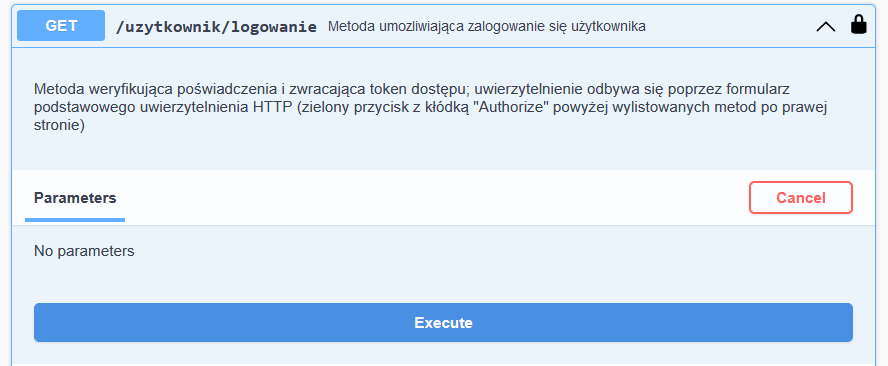 GET /uzytkownik/logowanie Metoda umozliwiająca zalogowanie się użytkownika
Metoda weryfikująca poświadczenia i zwracająca token dostępu; uwierzytelnienie odbywa się poprzez formularz
podstawowego uwierzytelnienia HTTP (zielony przycisk z kłódką "Authorize" powyżej wylistowanych metod po prawej
stronie)
Parameters Cancel
No parameters
Execute